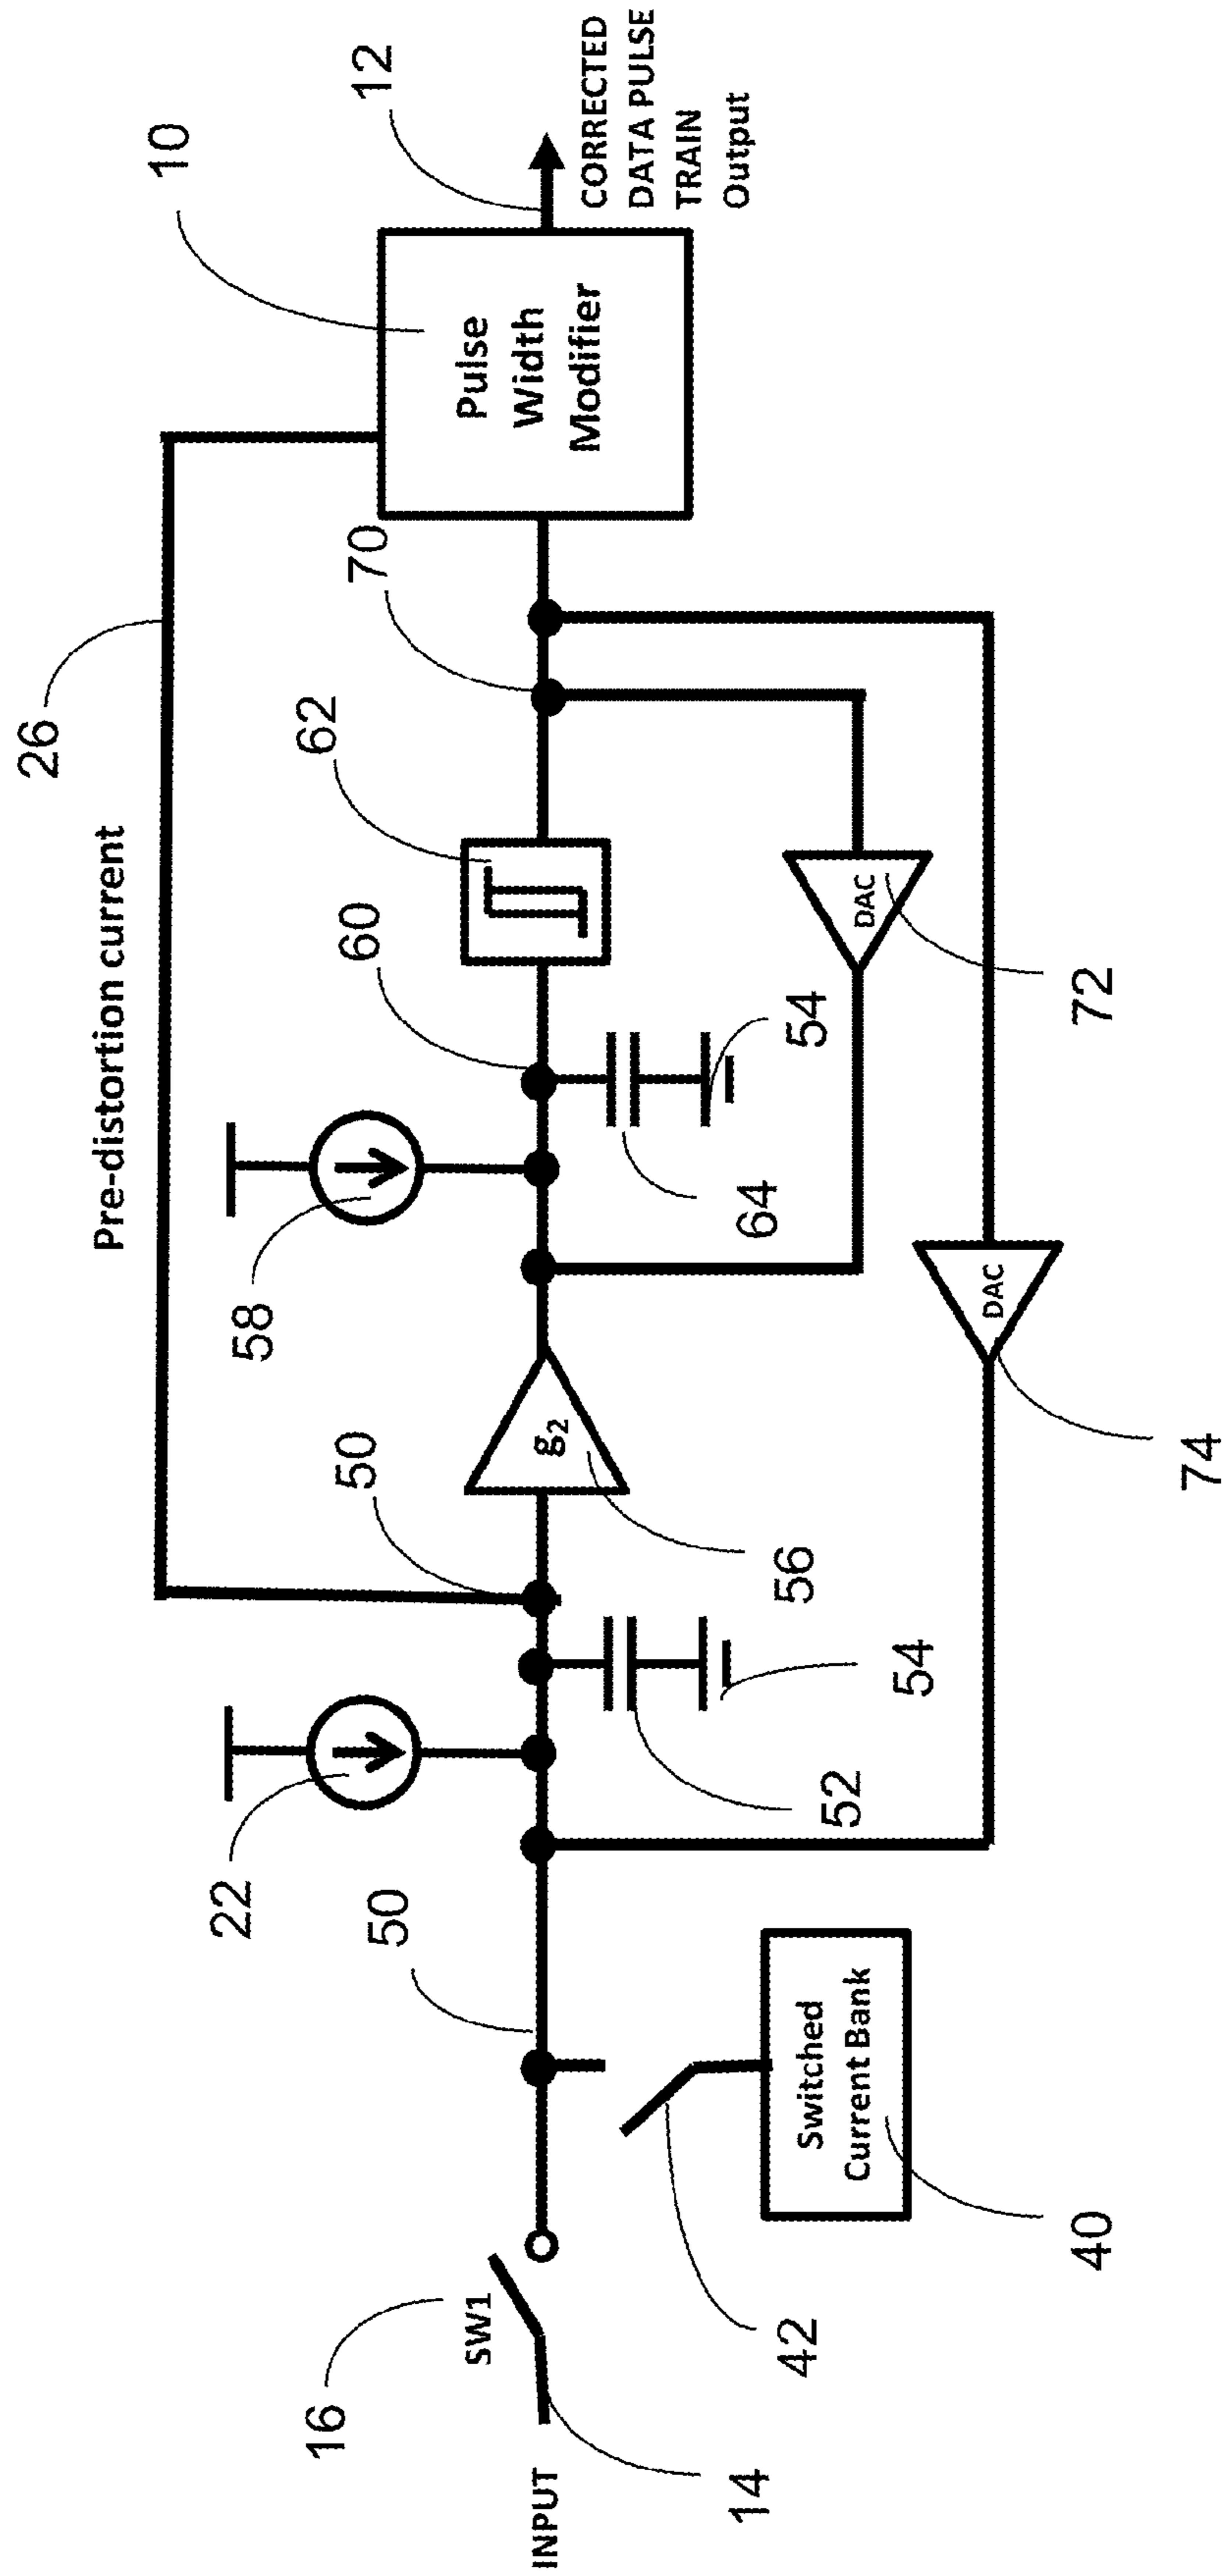 26
Pre-distortion current
10
12
22
58
50
60
62
70
50
16
SW1
INPUT
14
g₂
Pulse
Width
Modifier
CORRECTED
DATA PULSE
TRAIN
Output
42
Switched
Current Bank
40
52
54
56
64
54
DAC
72
DAC
74